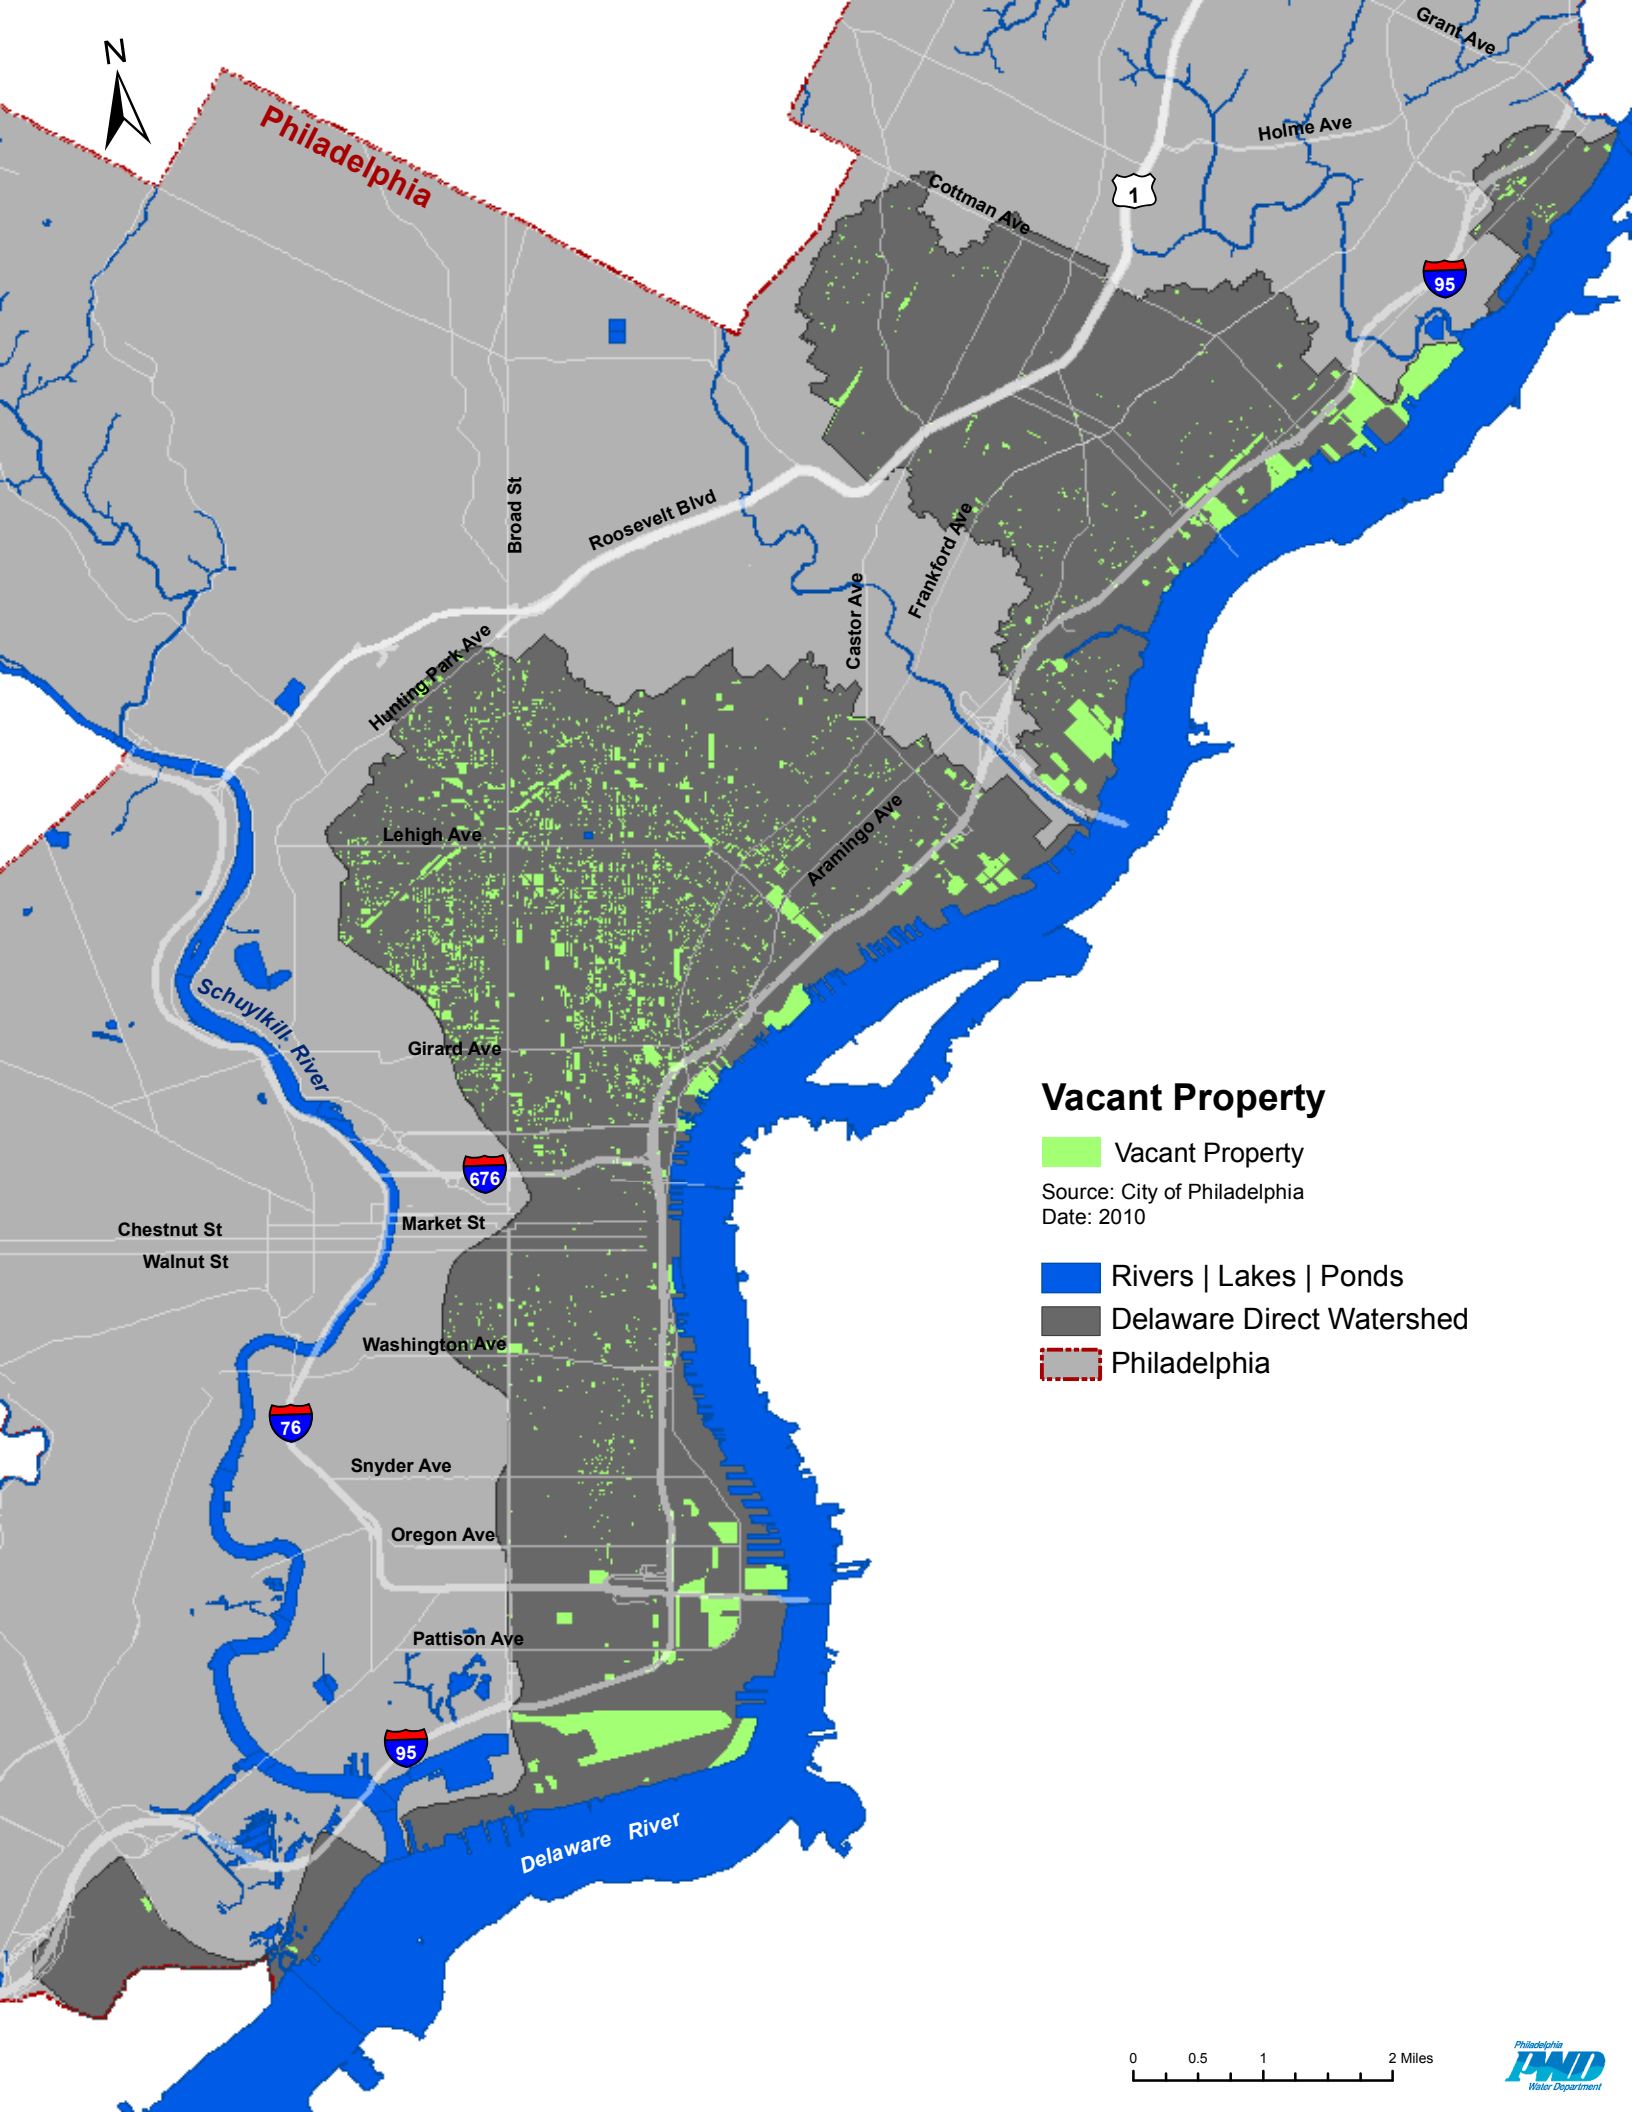 Grant Ave
N
Philadelphia
Holme Ave
Cottman Ave
1
95
Broad St
Roosevelt Blvd
Frankford Ave
Castor Ave
Hunting Park Ave
Lehigh Ave
Aramingo Ave
Schuylkill River
Girard Ave
Vacant Property
Vacant Property
Source: City of Philadelphia
Date: 2010
676
Market St
Chestnut St
Walnut St
Rivers | Lakes | Ponds
Delaware Direct Watershed
Philadelphia
Washington Ave
76
Snyder Ave
Oregon Ave
Pattison Ave
95
Delaware River
0 0.5 1 2 Miles
Philadelphia
PWD
Water Department